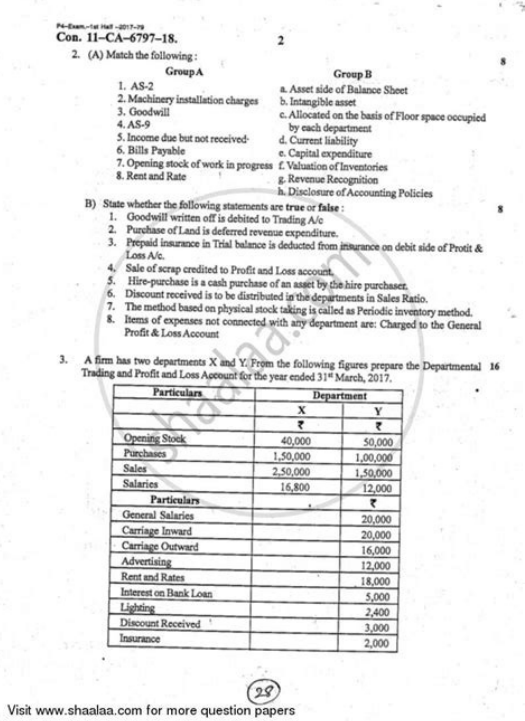 P4-Exam.-1st Half -2017-79
Con. 11-CA-6797-18.
2
2. (A) Match the following :
8
Group A
Group B
1. AS-2
a. Asset side of Balance Sheet
2. Machinery installation charges
b. Intangible asset
3. Goodwill
c. Allocated on the basis of Floor space occupied
by each department
4. AS-9
d. Current liability
5. Income due but not received
e. Capital expenditure
6. Bills Payable
f. Valuation of Inventories
7. Opening stock of work in progress
g. Revenue Recognition
8. Rent and Rate
h. Disclosure of Accounting Policies
B) State whether the following statements are true or false :
8
1. Goodwill written off is debited to Trading A/c
2. Purchase of Land is deferred revenue expenditure.
3. Prepaid insurance in Trial balance is deducted from insurance on debit side of Protit &
Loss A/c.
4. Sale of scrap credited to Profit and Loss account.
5. Hire-purchase is a cash purchase of an asset by the hire purchaser.
6. Discount received is to be distributed in the departments in Sales Ratio.
7. The method based on physical stock taking is called as Periodic inventory method.
8. Items of expenses not connected with any department are: Charged to the General
Profit & Loss Account
3. A firm has two departments X and Y. From the following figures prepare the Departmental 16
Trading and Profit and Loss Account for the year ended 31st March, 2017.
Particulars Department
X Y
₹ ₹
Opening Stock 40,000 50,000
Purchases 1,50,000 1,00,000
Sales 2,50,000 1,50,000
Salaries 16,800 12,000
Particulars ₹
General Salaries 20,000
Carriage Inward 20,000
Carriage Outward 16,000
Advertising 12,000
Rent and Rates 18,000
Interest on Bank Loan 5,000
Lighting 2,400
Discount Received 3,000
Insurance 2,000
28
shaalaa.com
Visit www.shaalaa.com for more question papers